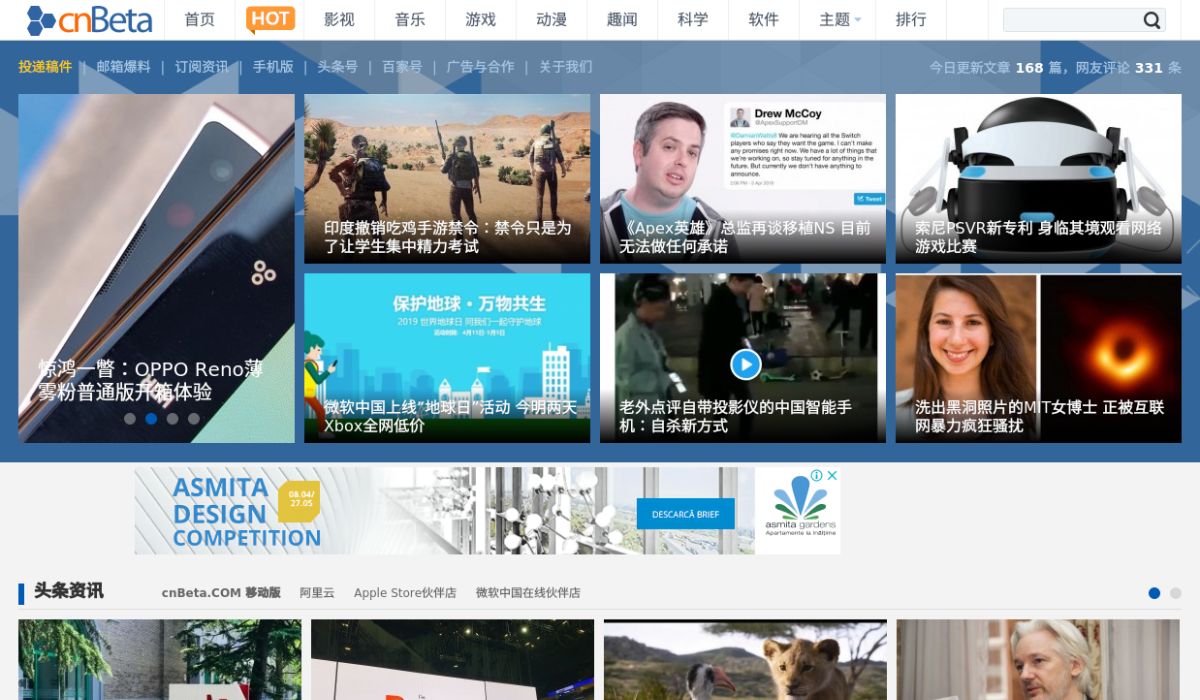 cnBeta
首页
HOT
影视
音乐
游戏
动漫
趣闻
科学
软件
主题
排行
投递稿件 | 邮箱爆料 | 订阅资讯 | 手机版 | 头条号 | 百家号 | 广告与合作 | 关于我们
今日更新文章 168 篇，网友评论 331 条
惊鸿一瞥：OPPO Reno薄
雾粉普通版开箱体验
印度撤销吃鸡手游禁令：禁令只是为
了让学生集中精力考试
Drew McCoy
@ApexSupportDM
@DamianWatts8 We are hearing all the Switch
players who say they want the game. I can't make
any promises right now. We have a lot of things that
we're working on, so stay tuned for anything in the
future. But currently we don't have anything to
announce.
Tweet
《Apex英雄》总监再谈移植NS 目前
无法做任何承诺
索尼PSVR新专利 身临其境观看网络
游戏比赛
保护地球·万物共生
2019 世界地球日 同我们一起守护地球
微软中国上线”地球日”活动 今明两天
Xbox全网低价
老外点评自带投影仪的中国智能手
机：自杀新方式
洗出黑洞照片的MIT女博士 正被互联
网暴力疯狂骚扰
ASMITA
DESIGN
COMPETITION
08.04/
27.05
DESCARCĂ BRIEF
asmita gardens
Apartamente la înălțime
头条资讯
cnBeta.COM 移动版
阿里云
Apple Store伙伴店
微软中国在线伙伴店